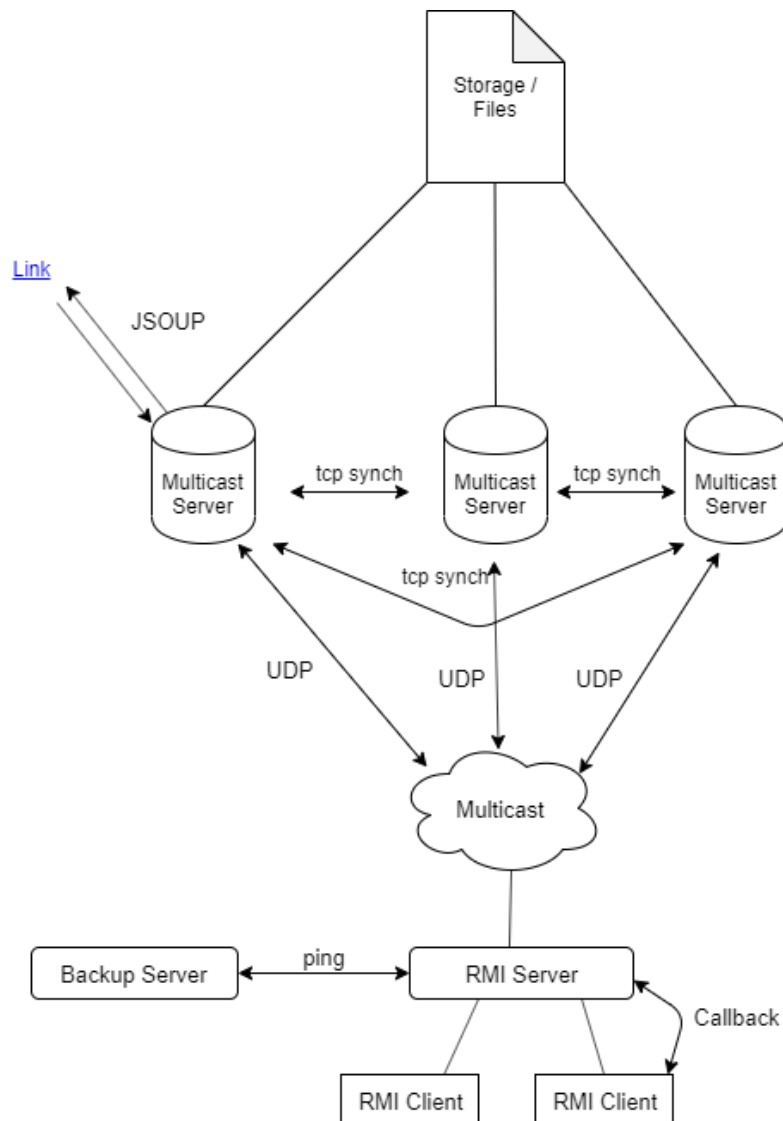 Storage /
Files
Link
JSOUP
Multicast
Server
tcp synch
Multicast
Server
tcp synch
Multicast
Server
tcp synch
UDP
UDP
UDP
Multicast
Backup Server
ping
RMI Server
Callback
RMI Client
RMI Client